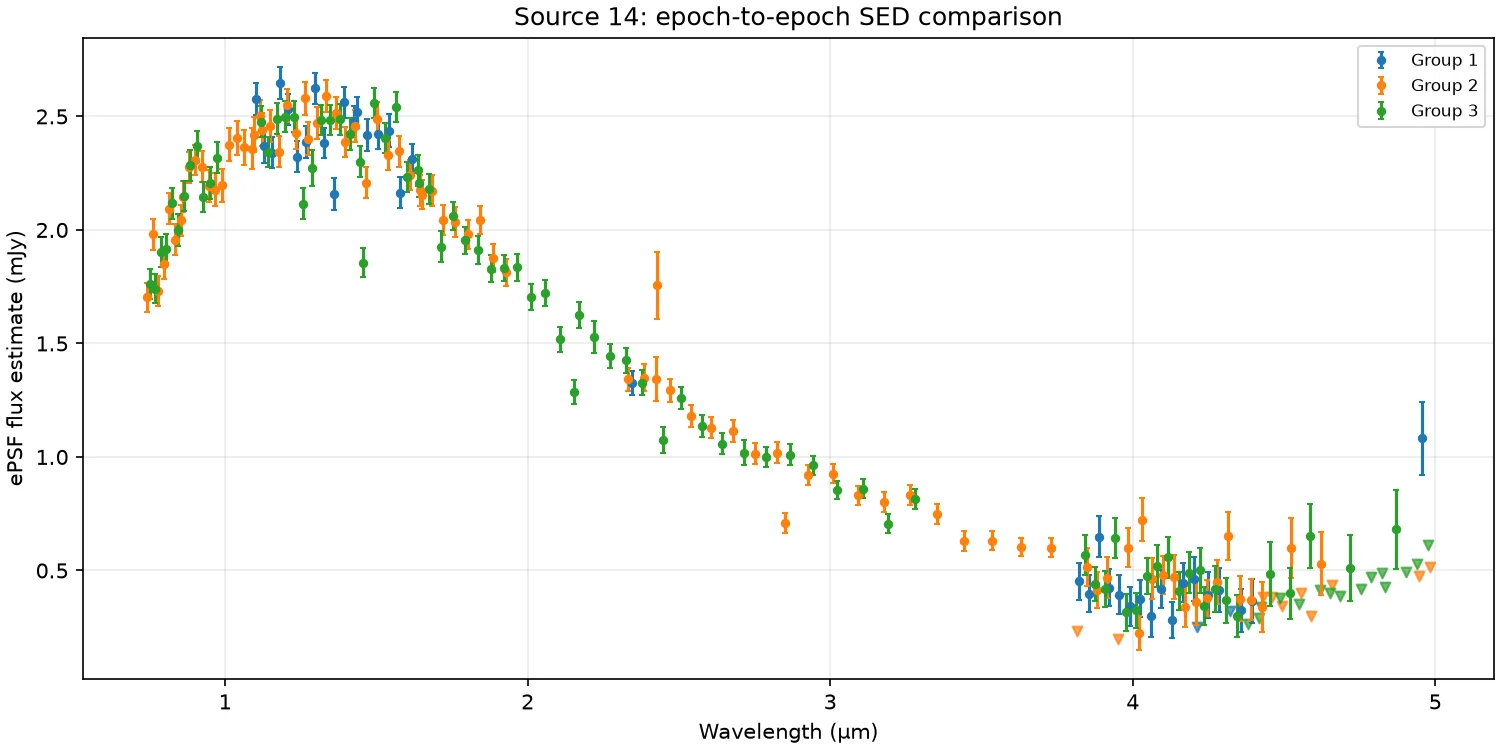 Source 14: epoch-to-epoch SED comparison
ePSF flux estimate (mJy)
2.5
2.0
1.5
1.0
0.5
Group 1
Group 2
Group 3
1 2 3 4 5
Wavelength (μm)